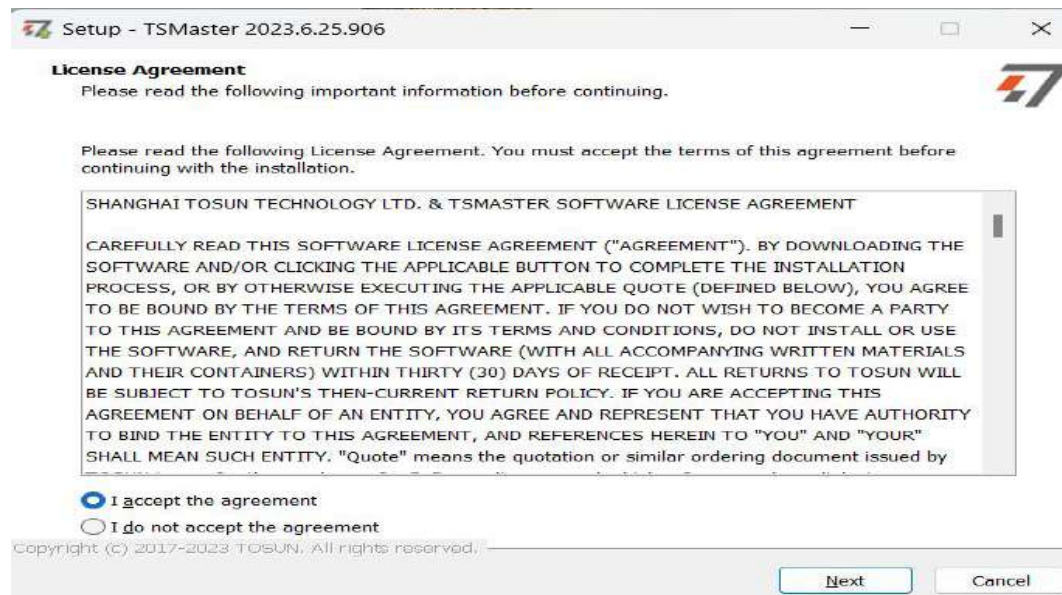 Setup - TSMaster 2023.6.25.906
License Agreement
Please read the following important information before continuing.
Please read the following License Agreement. You must accept the terms of this agreement before
continuing with the installation.
SHANGHAI TOSUN TECHNOLOGY LTD. & TSMASTER SOFTWARE LICENSE AGREEMENT
CAREFULLY READ THIS SOFTWARE LICENSE AGREEMENT ("AGREEMENT"). BY DOWNLOADING THE
SOFTWARE AND/OR CLICKING THE APPLICABLE BUTTON TO COMPLETE THE INSTALLATION
PROCESS, OR BY OTHERWISE EXECUTING THE APPLICABLE QUOTE (DEFINED BELOW), YOU AGREE
TO BE BOUND BY THE TERMS OF THIS AGREEMENT. IF YOU DO NOT WISH TO BECOME A PARTY
TO THIS AGREEMENT AND BE BOUND BY ITS TERMS AND CONDITIONS, DO NOT INSTALL OR USE
THE SOFTWARE, AND RETURN THE SOFTWARE (WITH ALL ACCOMPANYING WRITTEN MATERIALS
AND THEIR CONTAINERS) WITHIN THIRTY (30) DAYS OF RECEIPT. ALL RETURNS TO TOSUN WILL
BE SUBJECT TO TOSUN'S THEN-CURRENT RETURN POLICY. IF YOU ARE ACCEPTING THIS
AGREEMENT ON BEHALF OF AN ENTITY, YOU AGREE AND REPRESENT THAT YOU HAVE AUTHORITY
TO BIND THE ENTITY TO THIS AGREEMENT, AND REFERENCES HEREIN TO "YOU" AND "YOUR"
SHALL MEAN SUCH ENTITY. "Quote" means the quotation or similar ordering document issued by
I accept the agreement
I do not accept the agreement
Copyright (C) 2017-2023 TOSUN. All rights reserved.
Next
Cancel